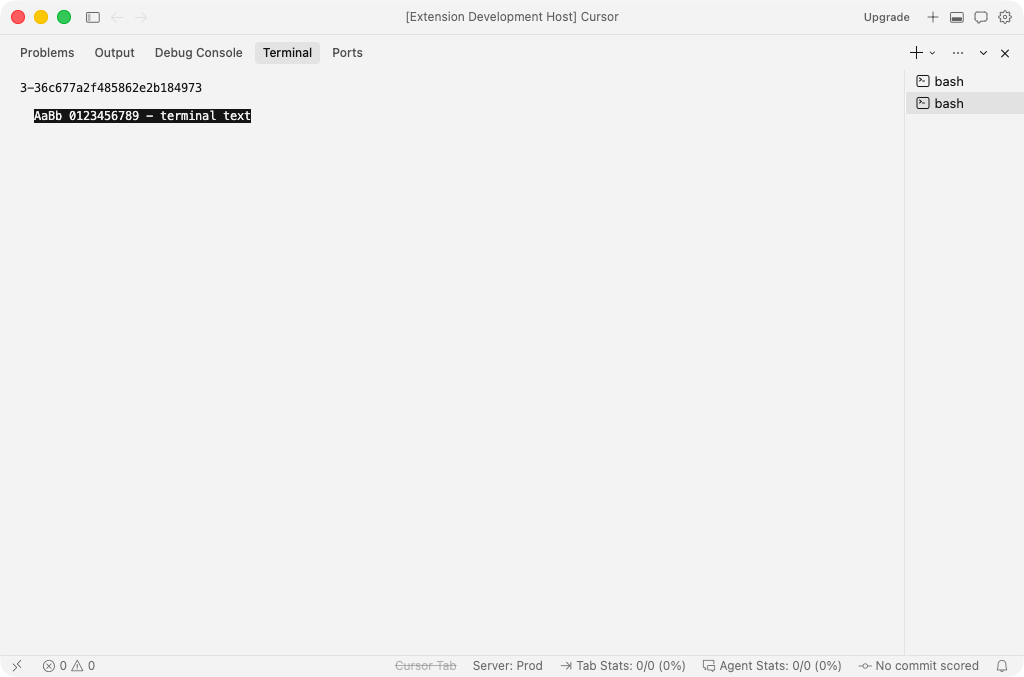 [Extension Development Host] Cursor
Upgrade
Problems Output Debug Console Terminal Ports
3-36c677a2f485862e2b184973
AaBb 0123456789 - terminal text
bash
bash
0 0 Cursor Tab Server: Prod Tab Stats: 0/0 (0%) Agent Stats: 0/0 (0%) No commit scored